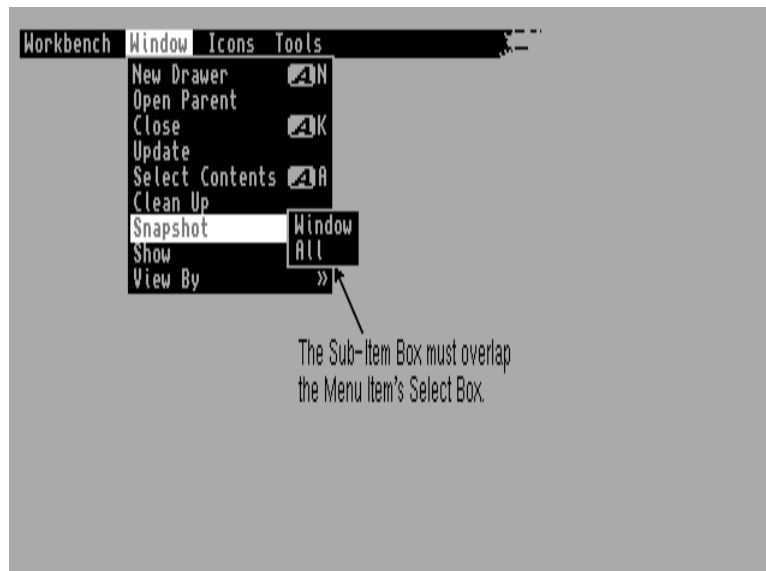 Workbench Window Icons Tools
New Drawer A N
Open Parent
Close A K
Update
Select Contents A A
Clean Up
Snapshot
Window
All
Show
View By »
The Sub-Item Box must overlap
the Menu Item's Select Box.